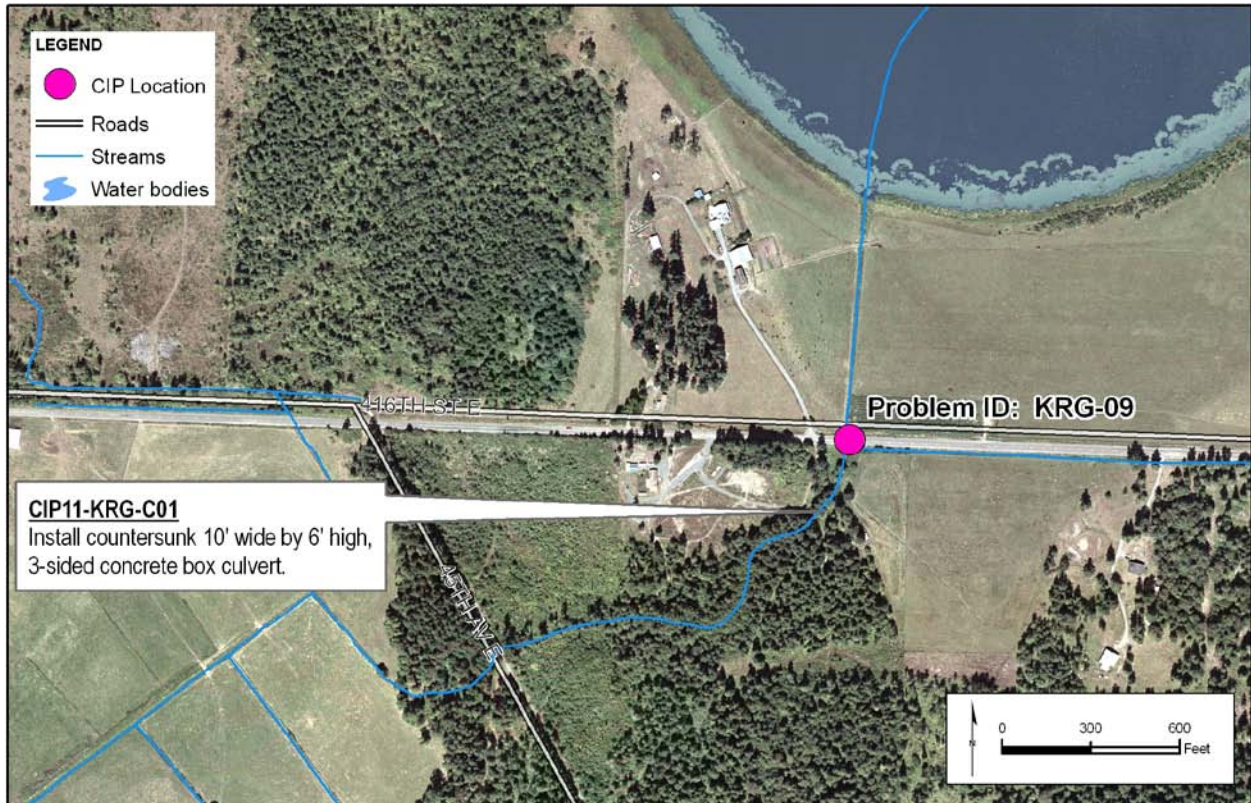 LEGEND
CIP Location
Roads
Streams
Water bodies
416TH ST E
Problem ID: KRG-09
CIP11-KRG-C01
Install countersunk 10' wide by 6' high,
3-sided concrete box culvert.
45TH AV E
N
0 300 600
Feet